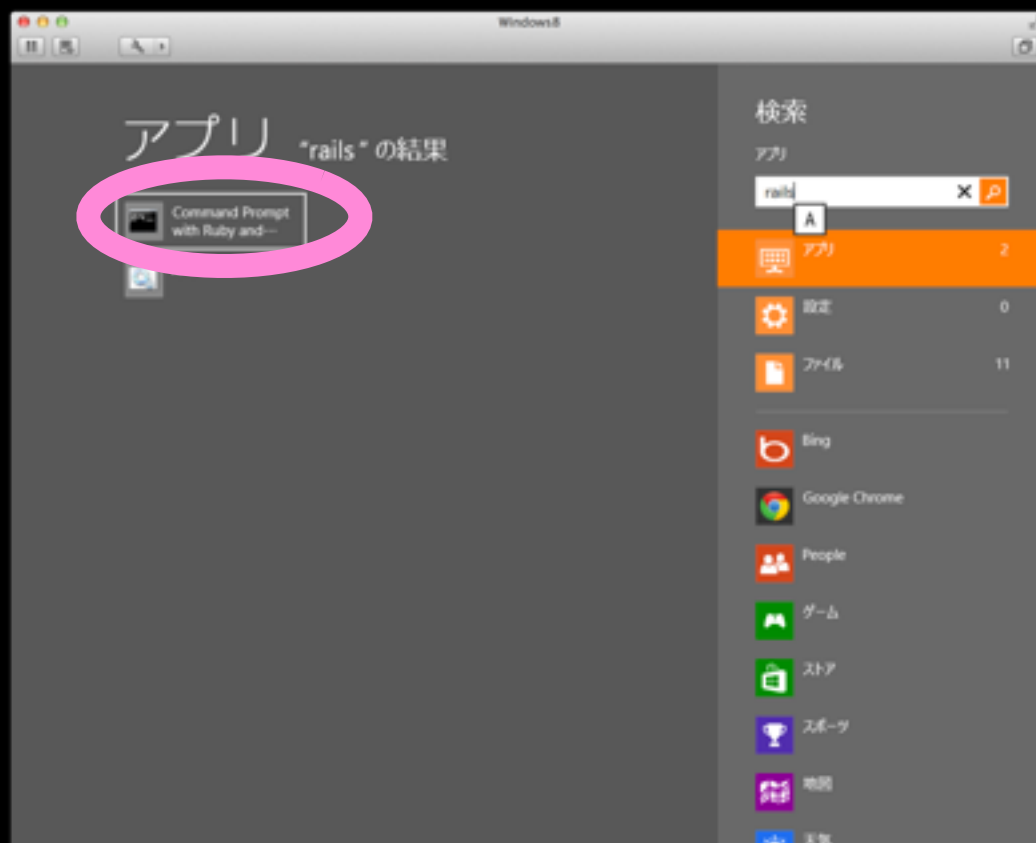 Windows8
アプリ "rails" の結果
Command Prompt
with Ruby and…
検索
アプリ
rails
A
アプリ 2
設定 0
ファイル 11
Bing
Google Chrome
People
ゲーム
ストア
スポーツ
地図
天気